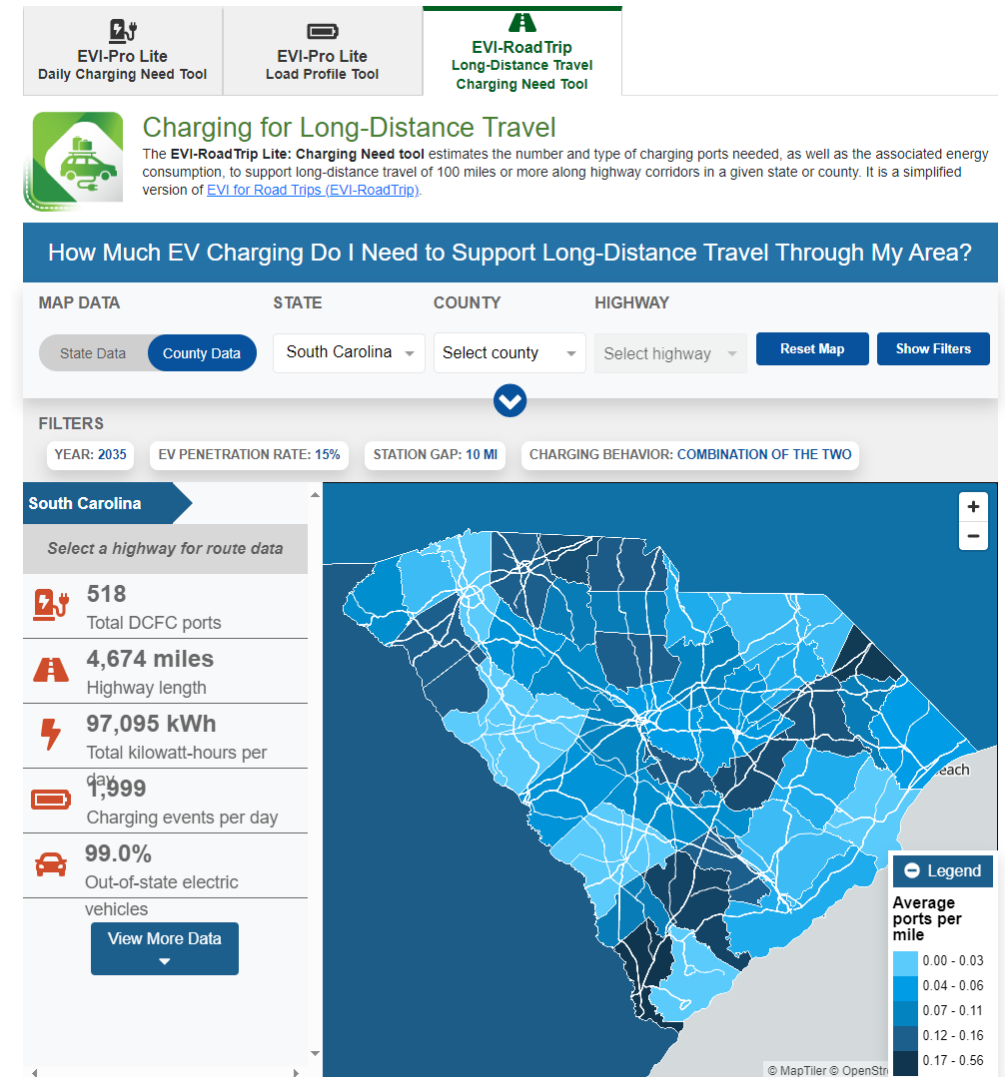 EVI-Pro Lite
Daily Charging Need Tool
EVI-Pro Lite
Load Profile Tool
EVI-RoadTrip
Long-Distance Travel
Charging Need Tool
Charging for Long-Distance Travel
The EVI-RoadTrip Lite: Charging Need tool estimates the number and type of charging ports needed, as well as the associated energy
consumption, to support long-distance travel of 100 miles or more along highway corridors in a given state or county. It is a simplified
version of EVI for Road Trips (EVI-RoadTrip).
How Much EV Charging Do I Need to Support Long-Distance Travel Through My Area?
MAP DATA STATE COUNTY HIGHWAY
State Data County Data South Carolina Select county Select highway Reset Map Show Filters
FILTERS
YEAR: 2035 EV PENETRATION RATE: 15% STATION GAP: 10 MI CHARGING BEHAVIOR: COMBINATION OF THE TWO
South Carolina
Select a highway for route data
518
Total DCFC ports
4,674 miles
Highway length
97,095 kWh
Total kilowatt-hours per
day
1,999
Charging events per day
99.0%
Out-of-state electric
vehicles
View More Data
+
−
each
Legend
Average
ports per
mile
0.00 - 0.03
0.04 - 0.06
0.07 - 0.11
0.12 - 0.16
0.17 - 0.56
© MapTiler © OpenStr